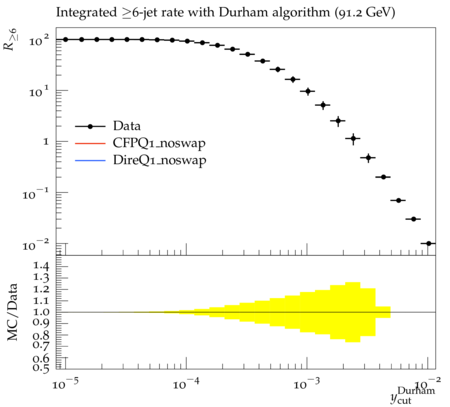 Integrated ≥6-jet rate with Durham algorithm (91.2 GeV)
R≥6
10²
10¹
1
10⁻¹
10⁻²
Data
CFPQ1_noswap
DireQ1_noswap
MC/Data
1.4
1.3
1.2
1.1
1.0
0.9
0.8
0.7
0.6
0.5
10⁻⁵ 10⁻⁴ 10⁻³ 10⁻²
y_cut^Durham